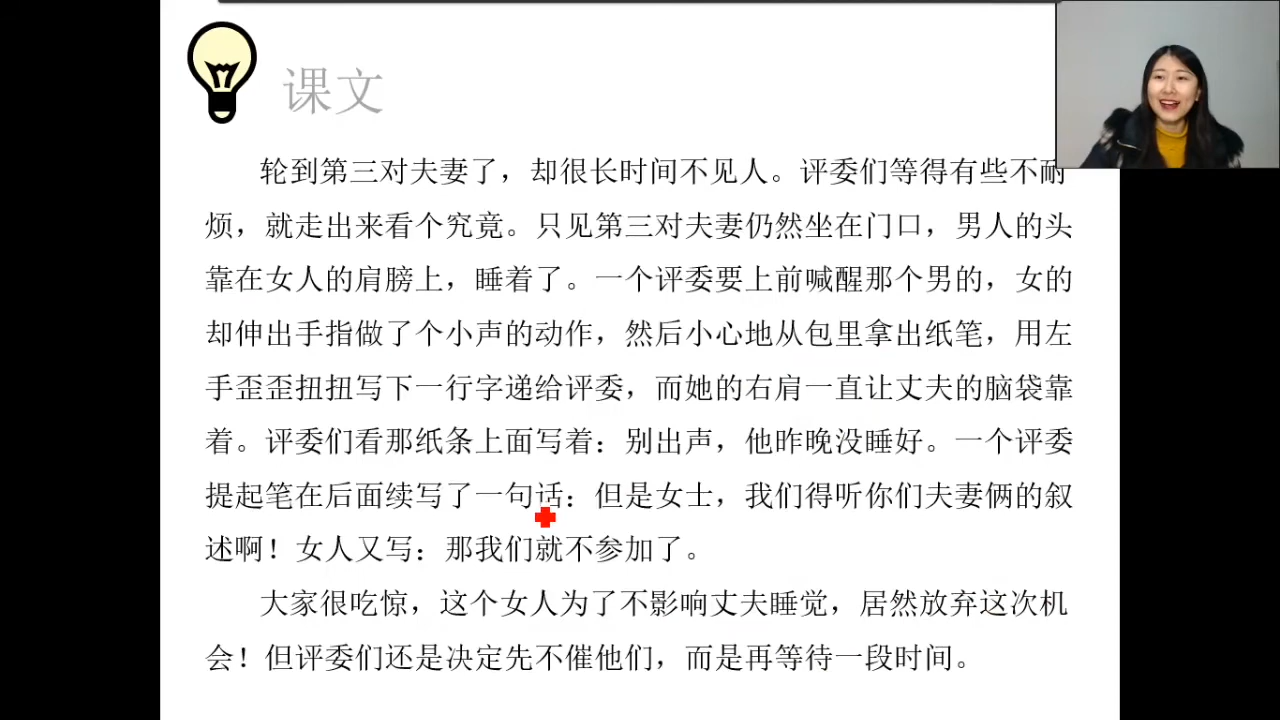 课文
轮到第三对夫妻了，却很长时间不见人。评委们等得有些不耐
烦，就走出来看个究竟。只见第三对夫妻仍然坐在门口，男人的头
靠在女人的肩膀上，睡着了。一个评委要上前喊醒那个男的，女的
却伸出手指做了个小声的动作，然后小心地从包里拿出纸笔，用左
手歪歪扭扭写下一行字递给评委，而她的右肩一直让丈夫的脑袋靠
着。评委们看那纸条上面写着：别出声，他昨晚没睡好。一个评委
提起笔在后面续写了一句话：但是女士，我们得听你们夫妻俩的叙
述啊！女人又写：那我们就不参加了。
大家很吃惊，这个女人为了不影响丈夫睡觉，居然放弃这次机
会！但评委们还是决定先不催他们，而是再等待一段时间。